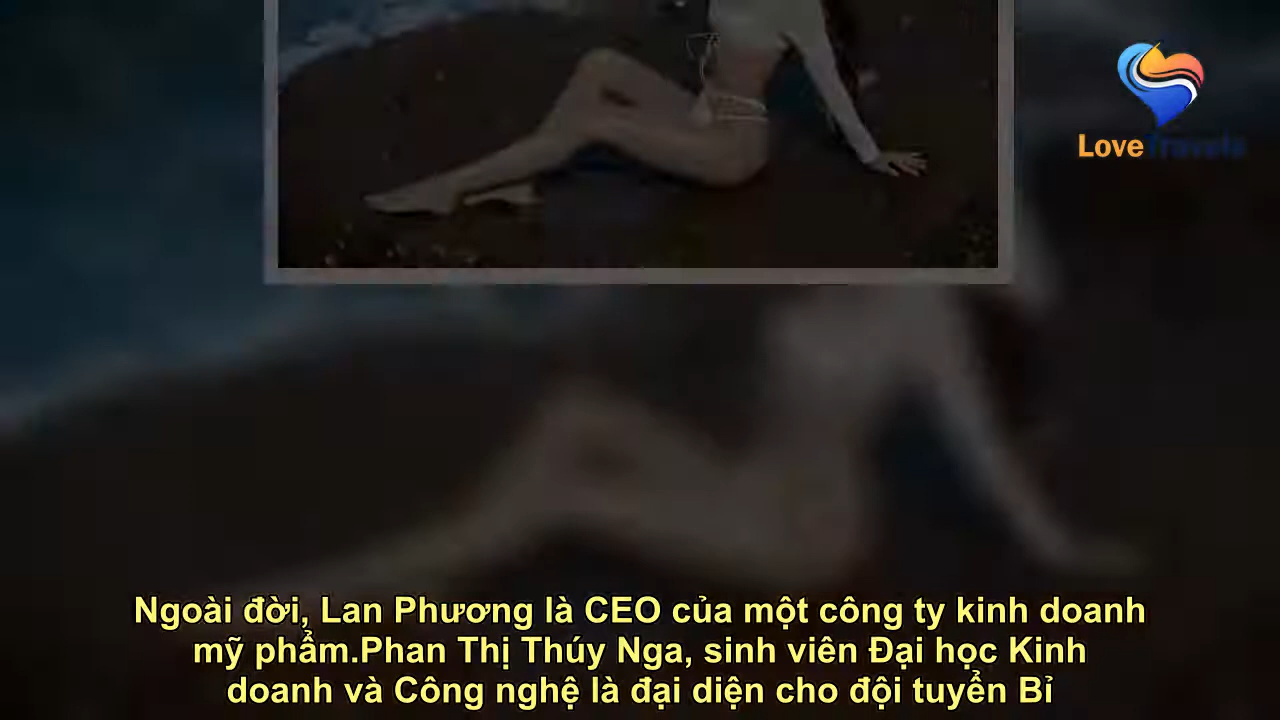 LoveTravels
Ngoài đời, Lan Phương là CEO của một công ty kinh doanh
mỹ phẩm.Phan Thị Thúy Nga, sinh viên Đại học Kinh
doanh và Công nghệ là đại diện cho đội tuyển Bỉ